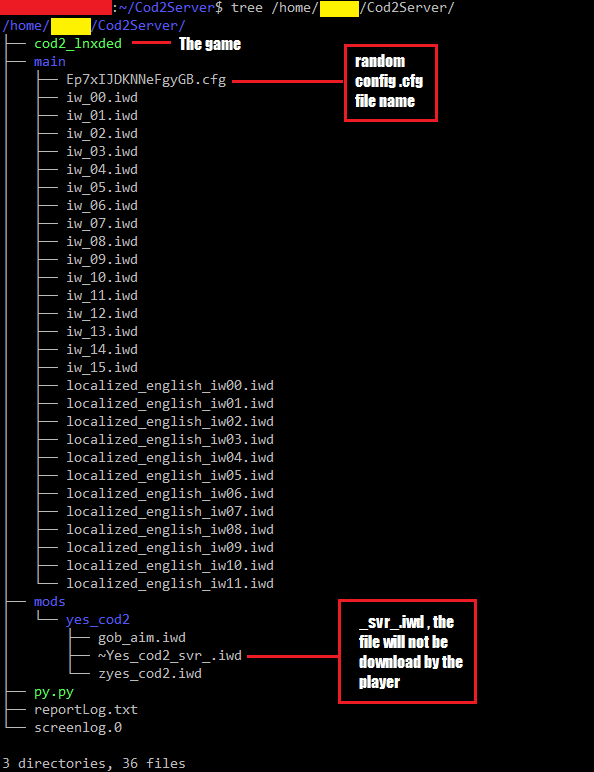 :~/Cod2Server$ tree /home/ /Cod2Server/
/home/ /Cod2Server/
├── cod2_lnxded The game
├── main
│   ├── Ep7xIJDKNNeFgyGB.cfg
random
config .cfg
file name
│   ├── iw_00.iwd
│   ├── iw_01.iwd
│   ├── iw_02.iwd
│   ├── iw_03.iwd
│   ├── iw_04.iwd
│   ├── iw_05.iwd
│   ├── iw_06.iwd
│   ├── iw_07.iwd
│   ├── iw_08.iwd
│   ├── iw_09.iwd
│   ├── iw_10.iwd
│   ├── iw_11.iwd
│   ├── iw_12.iwd
│   ├── iw_13.iwd
│   ├── iw_14.iwd
│   ├── iw_15.iwd
│   ├── localized_english_iw00.iwd
│   ├── localized_english_iw01.iwd
│   ├── localized_english_iw02.iwd
│   ├── localized_english_iw03.iwd
│   ├── localized_english_iw04.iwd
│   ├── localized_english_iw05.iwd
│   ├── localized_english_iw06.iwd
│   ├── localized_english_iw07.iwd
│   ├── localized_english_iw08.iwd
│   ├── localized_english_iw09.iwd
│   ├── localized_english_iw10.iwd
│   └── localized_english_iw11.iwd
├── mods
│   └── yes_cod2
│       ├── gob_aim.iwd
│       ├── ~Yes_cod2_svr_.iwd
│       └── zyes_cod2.iwd
_svr_.iwd , the
file will not be
download by the
player
├── py.py
├── reportLog.txt
└── screenlog.0
3 directories, 36 files